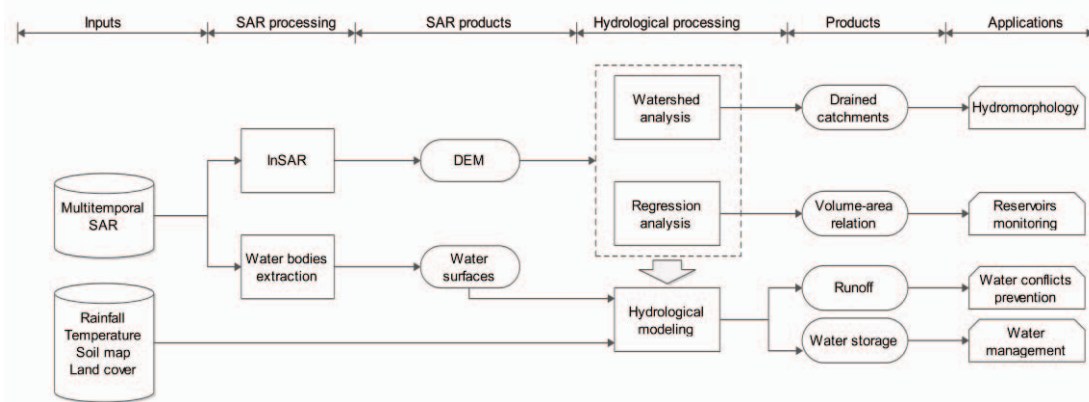 Inputs
SAR processing
SAR products
Hydrological processing
Products
Applications
Watershed
analysis
Drained
catchments
Hydromorphology
InSAR
DEM
Multitemporal
SAR
Regression
analysis
Volume-area
relation
Reservoirs
monitoring
Water bodies
extraction
Water
surfaces
Rainfall
Temperature
Soil map
Land cover
Hydrological
modeling
Runoff
Water conflicts
prevention
Water storage
Water
management